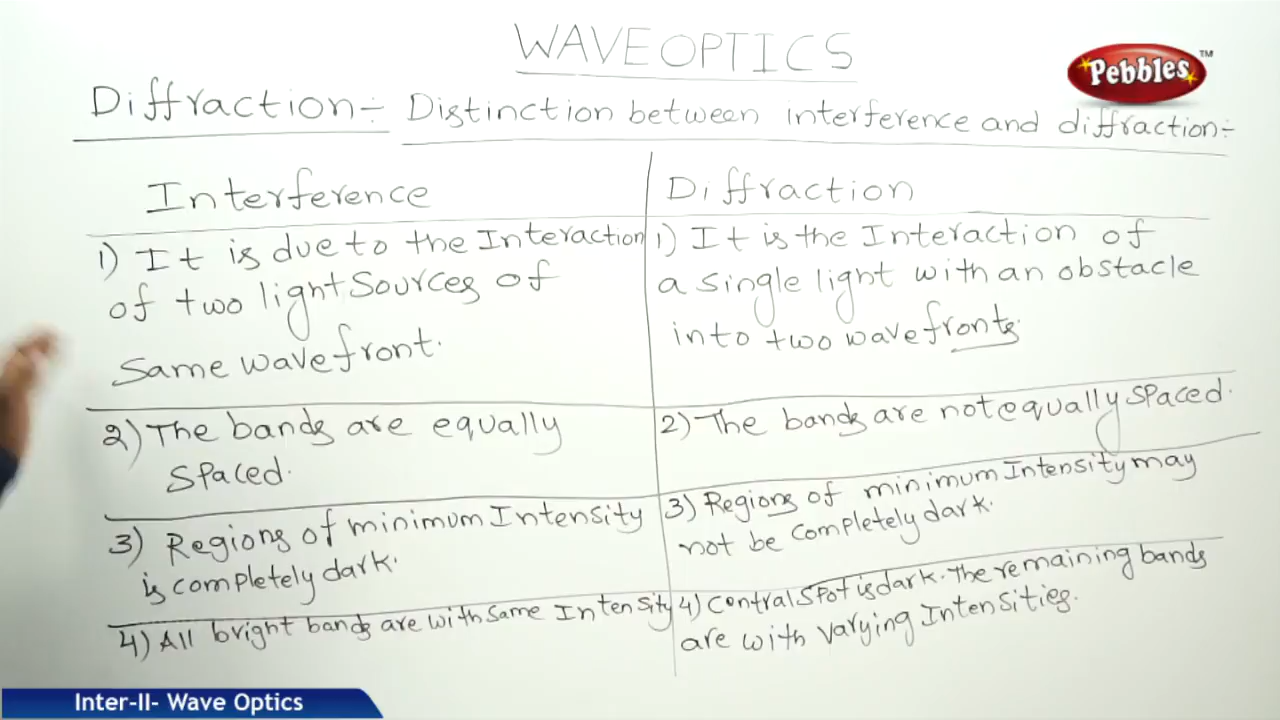 WAVE OPTICS
Pebbles™
Diffraction:- Distinction between interference and diffraction:-
Interference
1) It is due to the Interaction
of two light Sources of
Same wavefront.
2) The bands are equally
spaced.
3) Regions of minimum Intensity
is completely dark.
4) All bright bands are with same Intensity
Diffraction
1) It is the Interaction of
a single light with an obstacle
into two wavefronts.
2) The bands are not equally spaced.
3) Regions of minimum Intensity may
not be completely dark.
4) Contral spot is dark. The remaining bands
are with varying Intensities.
Inter-II- Wave Optics